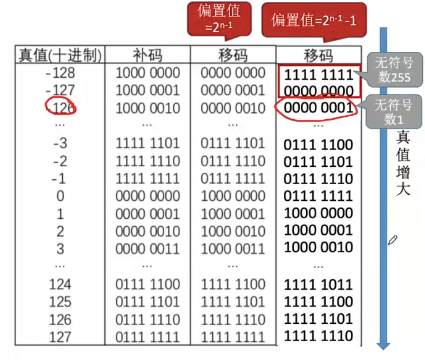 偏置值
=2ⁿ⁻¹
偏置值=2ⁿ⁻¹-1
真值(十进制) 补码 移码 移码
-128 1000 0000 0000 0000 1111 1111
-127 1000 0001 0000 0001 0000 0000
-126 1000 0010 0000 0010 0000 0001
... ... ... ...
-3 1111 1101 0111 1101 0111 1100
-2 1111 1110 0111 1110 0111 1101
-1 1111 1111 0111 1111 0111 1110
0 0000 0000 1000 0000 0111 1111
1 0000 0001 1000 0001 1000 0000
2 0000 0010 1000 0010 1000 0001
3 0000 0011 1000 0011 1000 0010
... ... ... ...
124 0111 1100 1111 1100 1111 1011
125 0111 1101 1111 1101 1111 1100
126 0111 1110 1111 1110 1111 1101
127 0111 1111 1111 1111 1111 1110
无符号
数255
无符号
数1
真值增大